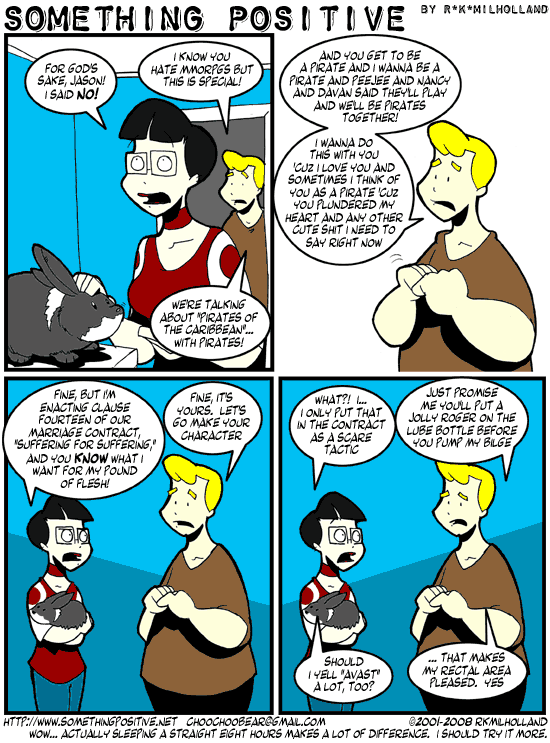 SOMETHING POSITIVE
BY R*K*MILHOLLAND
FOR GOD'S
SAKE, JASON!
I SAID NO!
I KNOW YOU
HATE MMORPGS BUT
THIS IS SPECIAL!
WE'RE TALKING
ABOUT "PIRATES OF
THE CARIBBEAN"...
WITH PIRATES!
AND YOU GET TO BE
A PIRATE AND I WANNA BE A
PIRATE AND PEEJEE AND NANCY
AND DAVAN SAID THEY'LL PLAY
AND WE'LL BE PIRATES
TOGETHER!
I WANNA DO
THIS WITH YOU
'CUZ I LOVE YOU AND
SOMETIMES I THINK OF
YOU AS A PIRATE 'CUZ
YOU PLUNDERED MY
HEART AND ANY OTHER
CUTE SHIT I NEED TO
SAY RIGHT NOW
FINE, BUT I'M
ENACTING CLAUSE
FOURTEEN OF OUR
MARRIAGE CONTRACT,
"SUFFERING FOR SUFFERING,"
AND YOU KNOW WHAT I
WANT FOR MY POUND
OF FLESH!
FINE, IT'S
YOURS. LET'S
GO MAKE YOUR
CHARACTER
WHAT?! I...
I ONLY PUT THAT
IN THE CONTRACT
AS A SCARE
TACTIC
JUST PROMISE
ME YOU'LL PUT A
JOLLY ROGER ON THE
LUBE BOTTLE BEFORE
YOU PUMP MY BILGE
SHOULD
I YELL "AVAST"
A LOT, TOO?
... THAT MAKES
MY RECTAL AREA
PLEASED. YES
HTTP://WWW.SOMETHINGPOSITIVE.NET CHOOCHOOBEAR@GMAIL.COM ©2001-2008 RKMILHOLLAND
WOW... ACTUALLY SLEEPING A STRAIGHT EIGHT HOURS MAKES A LOT OF DIFFERENCE. I SHOULD TRY IT MORE.